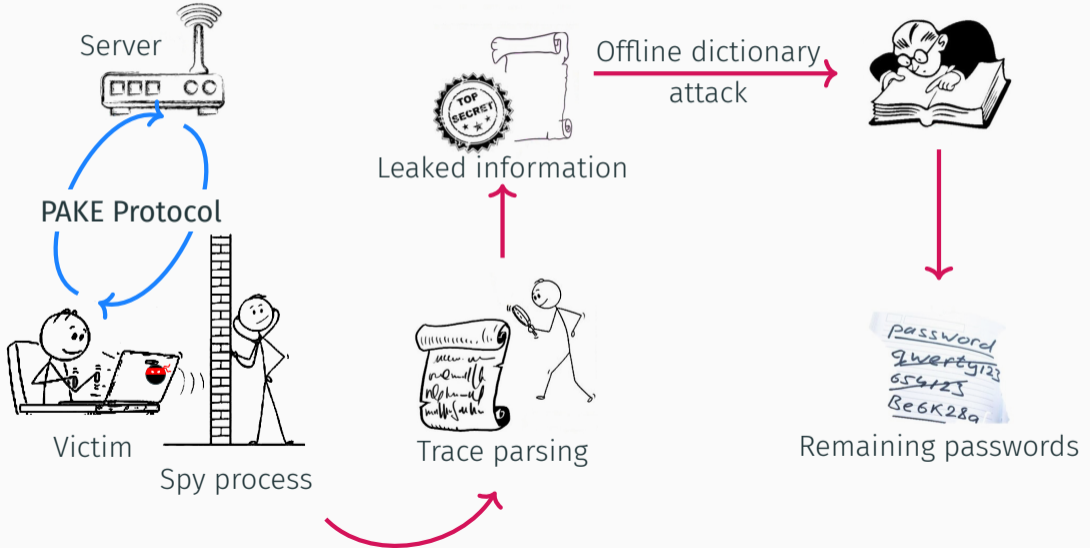 Server
PAKE Protocol
Victim
Spy process
Trace parsing
TOP
SECRET
Leaked information
Offline dictionary
attack
password
qwerty123
654123
Be6K28a
Remaining passwords